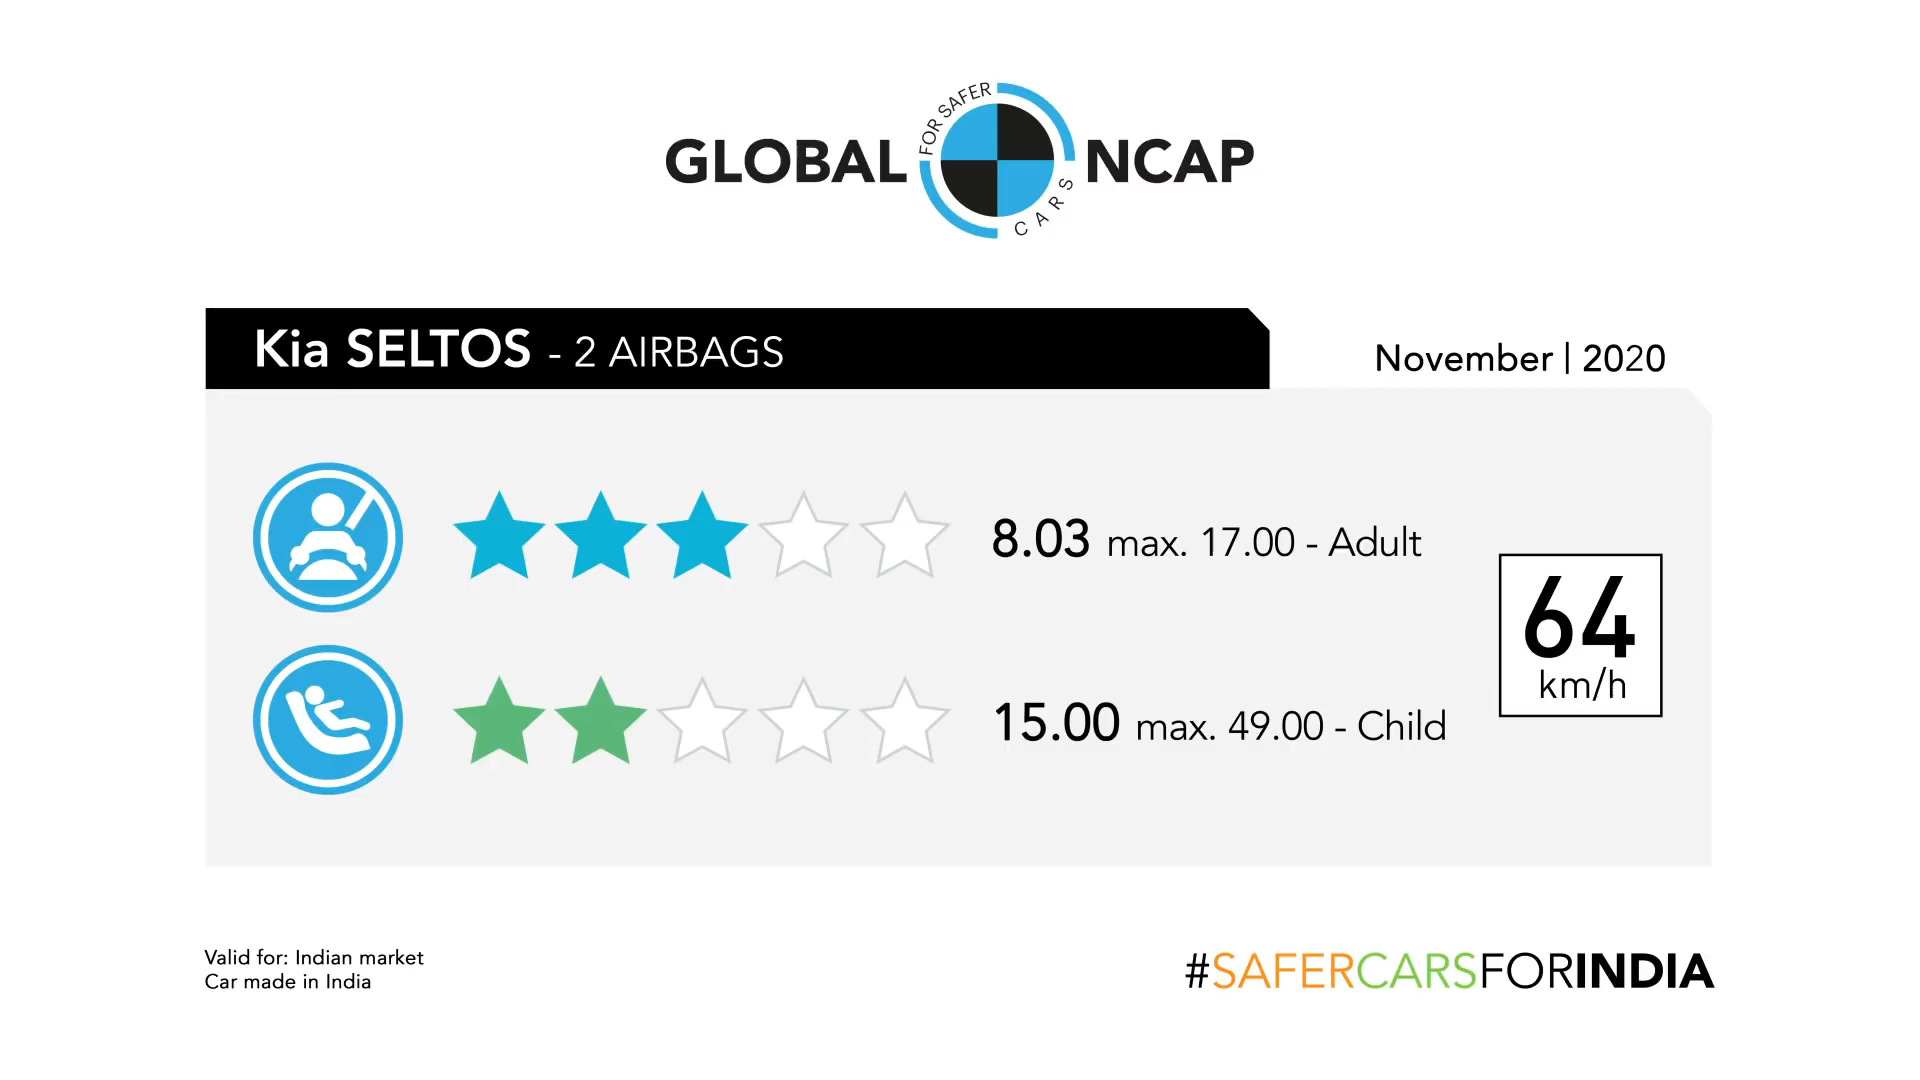 GLOBAL FOR SAFER CARS NCAP
Kia SELTOS - 2 AIRBAGS
November | 2020
8.03 max. 17.00 - Adult
15.00 max. 49.00 - Child
64
km/h
Valid for: Indian market
Car made in India
#SAFERCARSFORINDIA